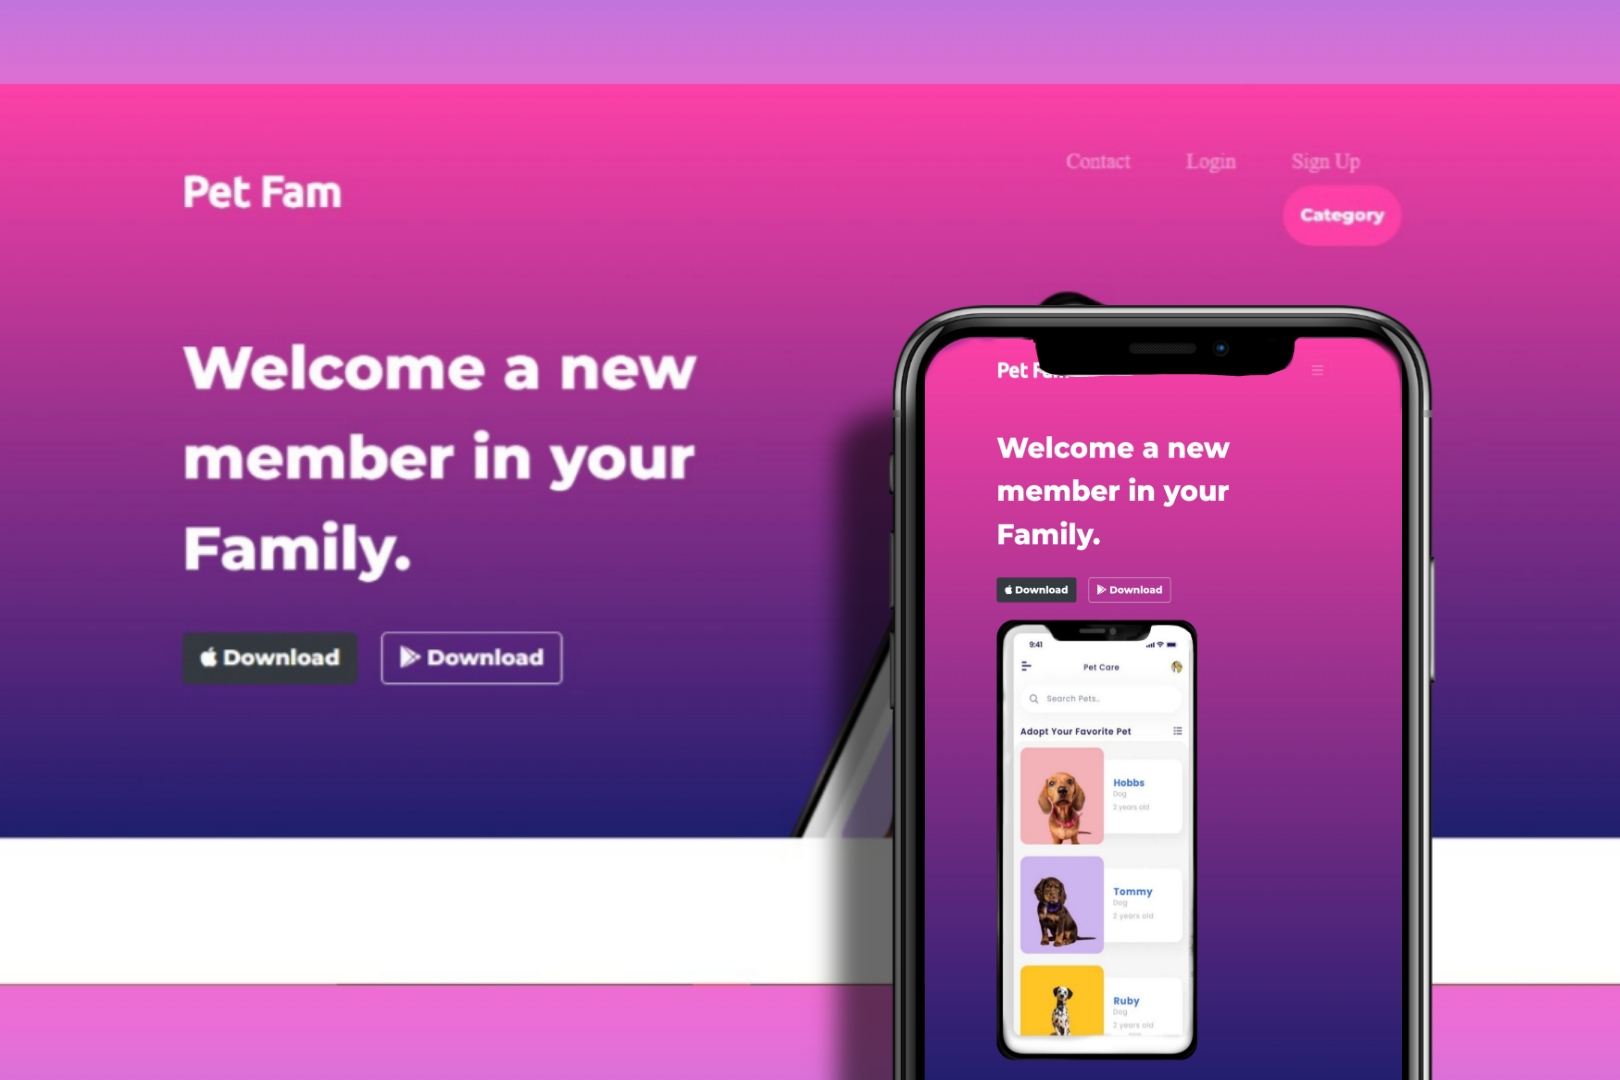 Pet Fam
Contact
Login
Sign Up
Category
Welcome a new
member in your
Family.
Download
Download
Pet
Welcome a new
member in your
Family.
Download
Download
9:41
Pet Care
Search Pets..
Adopt Your Favorite Pet
Hobbs
Dog
2 years old
Tommy
Dog
2 years old
Ruby
Dog
2 years old